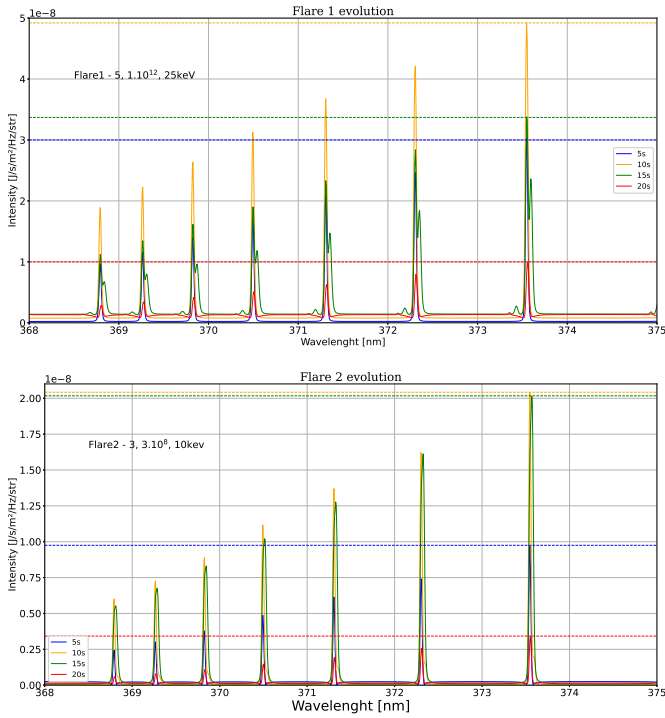 Flare 1 evolution
1e−8
5
4
3
2
1
0
Intensity [J/s/m²/Hz/str]
Flare1 - 5, 1.10¹², 25keV
5s
10s
15s
20s
368 369 370 371 372 373 374 375
Wavelenght [nm]
Flare 2 evolution
1e−8
2.00
1.75
1.50
1.25
1.00
0.75
0.50
0.25
0.00
Intensity [J/s/m²/Hz/str]
Flare2 - 3, 3.10⁸, 10kev
5s
10s
15s
20s
368 369 370 371 372 373 374 375
Wavelenght [nm]